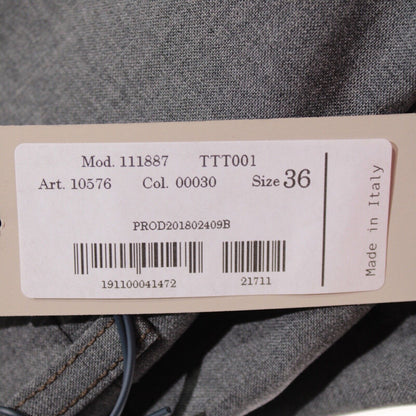 Mod. 111887 TTT001
Art. 10576 Col. 00030 Size 36
PROD201802409B
191100041472 21711
Made in Italy